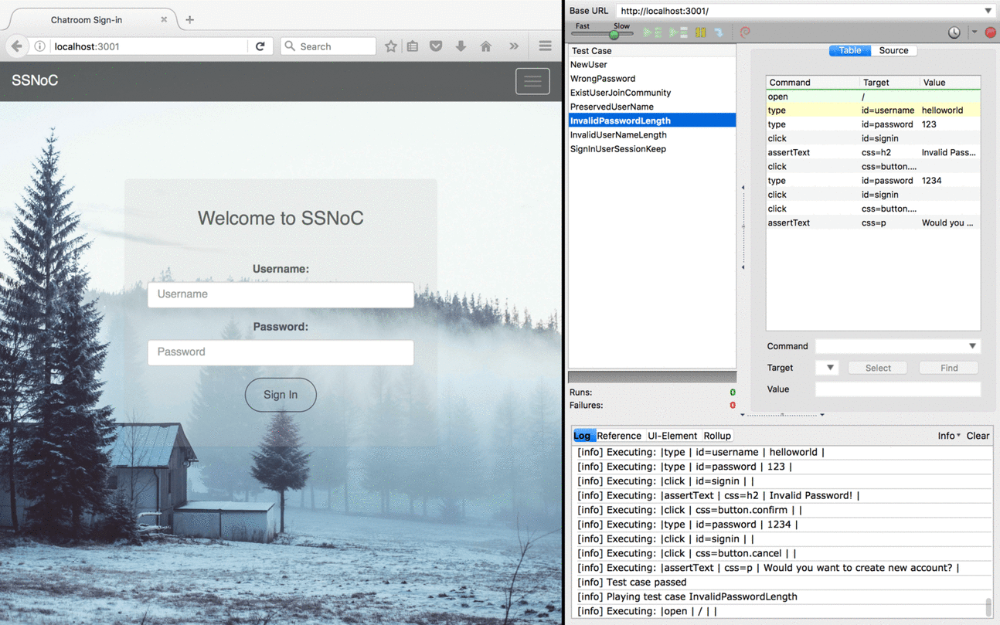 Chatroom Sign-in
localhost:3001
Search
SSNoC
Welcome to SSNoC
Username:
Username
Password:
Password
Sign In
Base URL http://localhost:3001/
Fast Slow
Test Case
NewUser
WrongPassword
ExistUserJoinCommunity
PreservedUserName
InvalidPasswordLength
InvalidUserNameLength
SignInUserSessionKeep
Runs: 0
Failures: 0
Table Source
Command Target Value
open /
type id=username helloworld
type id=password 123
click id=signin
assertText css=h2 Invalid Pass...
click css=button....
type id=password 1234
click id=signin
click css=button....
assertText css=p Would you ...
Command
Target Select Find
Value
Log Reference UI-Element Rollup Info Clear
[info] Executing: |type | id=username | helloworld |
[info] Executing: |type | id=password | 123 |
[info] Executing: |click | id=signin | |
[info] Executing: |assertText | css=h2 | Invalid Password! |
[info] Executing: |click | css=button.confirm | |
[info] Executing: |type | id=password | 1234 |
[info] Executing: |click | id=signin | |
[info] Executing: |click | css=button.cancel | |
[info] Executing: |assertText | css=p | Would you want to create new account? |
[info] Test case passed
[info] Playing test case InvalidPasswordLength
[info] Executing: |open | / | |